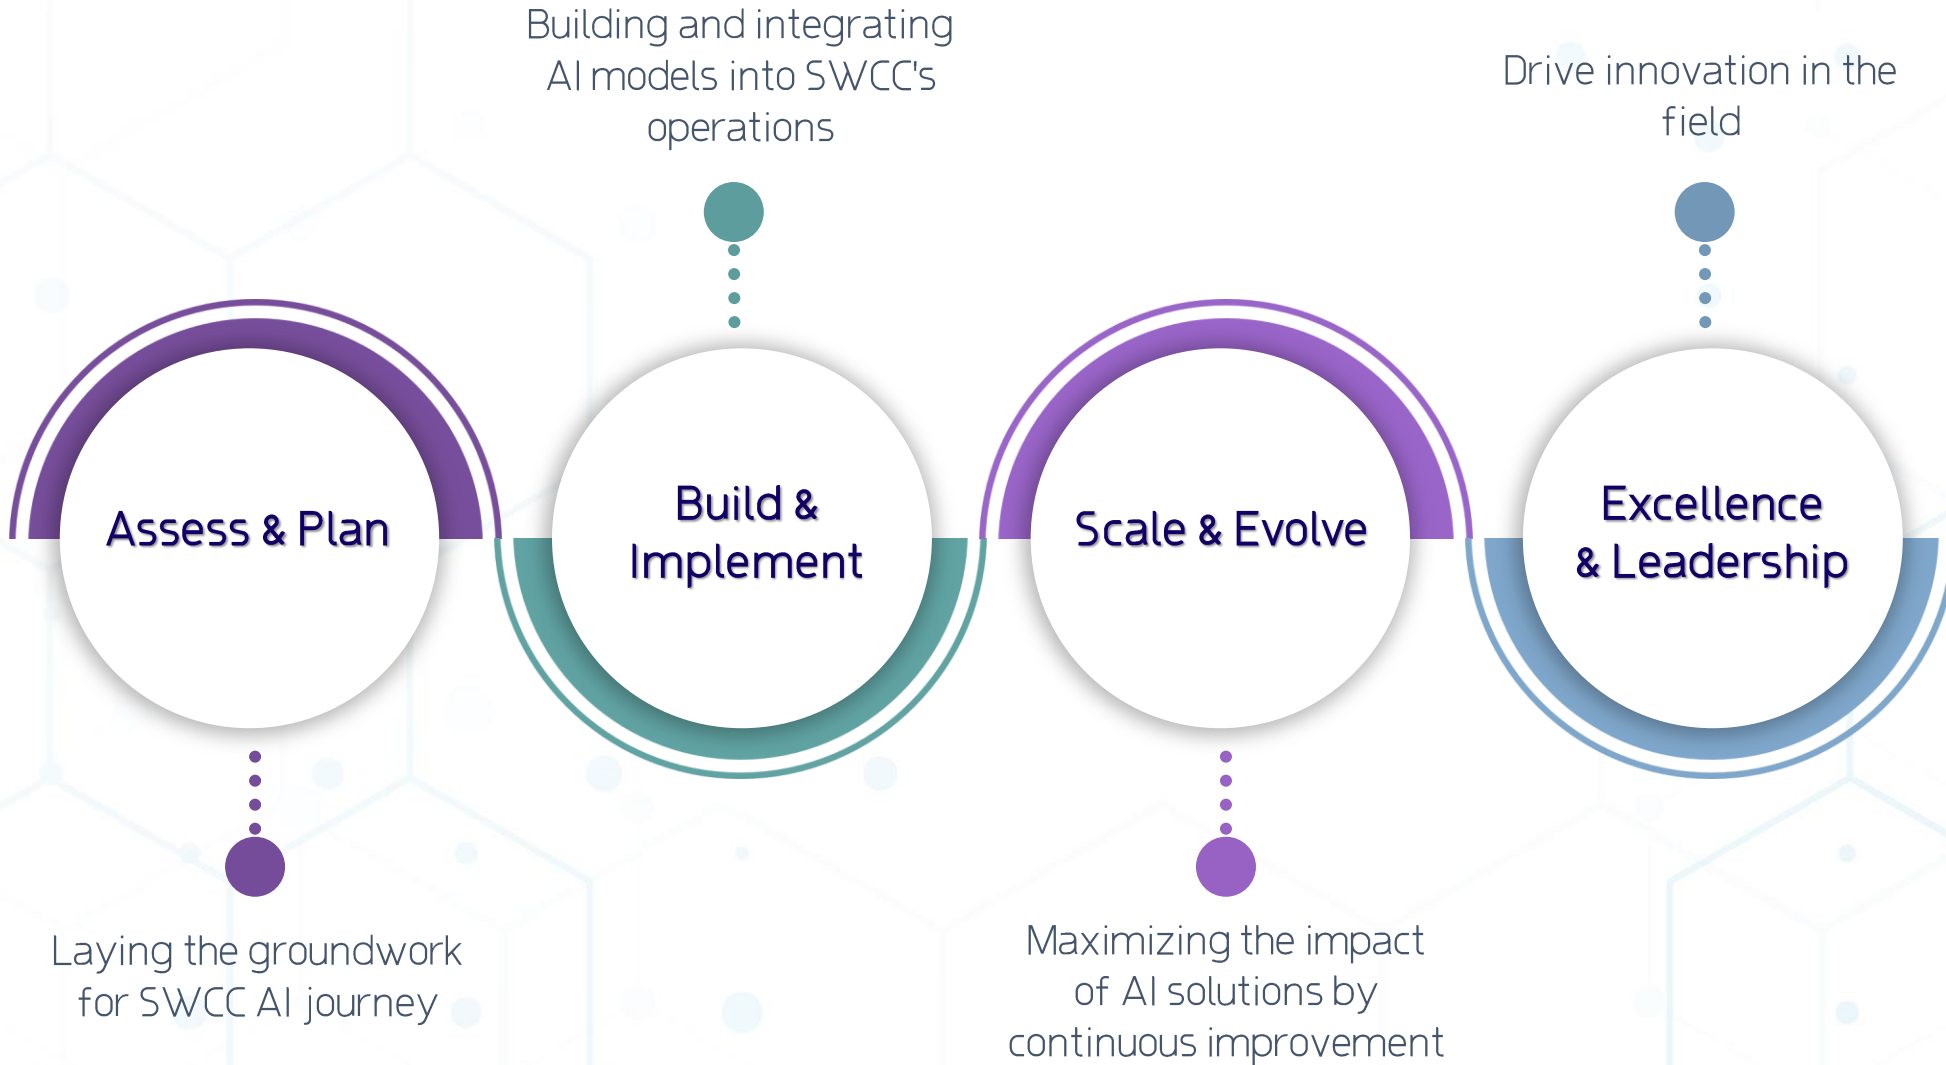 Building and integrating
AI models into SWCC's
operations
Drive innovation in the
field
Assess & Plan
Build &
Implement
Scale & Evolve
Excellence
& Leadership
Laying the groundwork
for SWCC AI journey
Maximizing the impact
of AI solutions by
continuous improvement